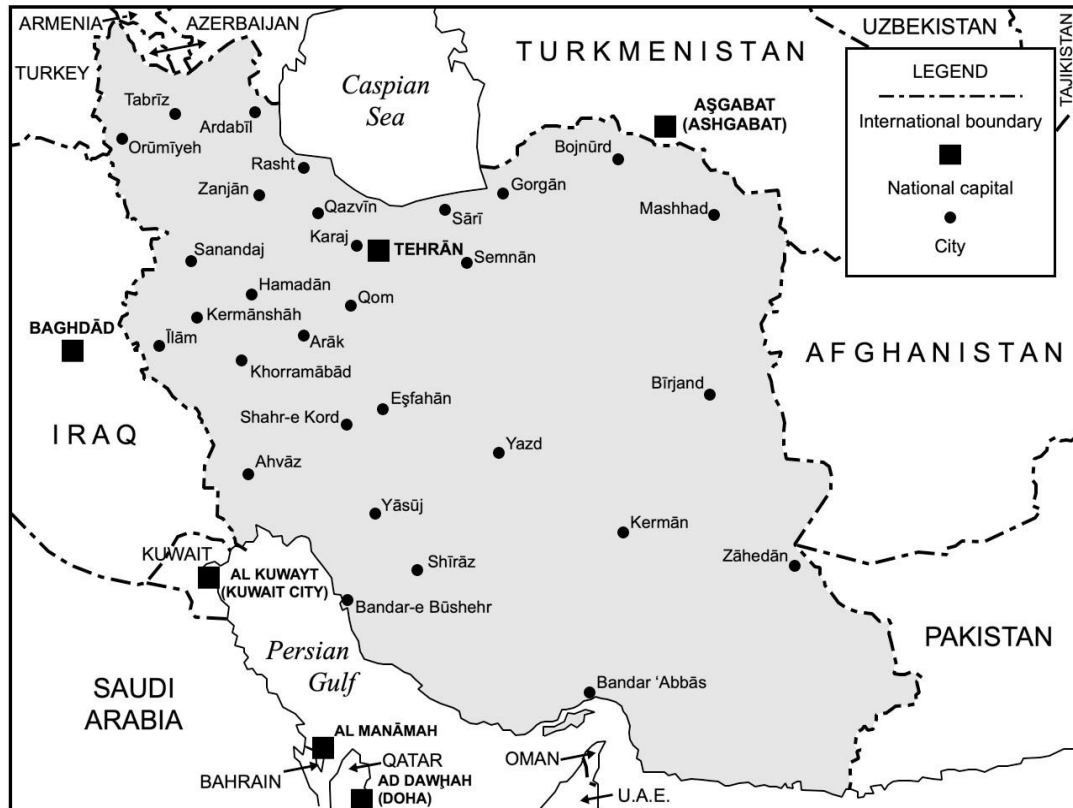 ARMENIA
AZERBAIJAN
TURKEY
Caspian
Sea
TURKMENISTAN
UZBEKISTAN
TAJIKISTAN
LEGEND
International boundary
National capital
City
AŞGABAT
(ASHGABAT)
Tabrīz
Ardabīl
Orūmīyeh
Rasht
Zanjān
Qazvīn
Bojnūrd
Gorgān
Sārī
Mashhad
Karaj
TEHRĀN
Semnān
Sanandaj
Hamadān
Qom
Kermānshāh
BAGHDĀD
Īlām
Arāk
Khorramābād
AFGHANISTAN
Bīrjand
Eşfahān
Shahr-e Kord
IRAQ
Yazd
Ahvāz
Yāsūj
Kermān
KUWAIT
Shīrāz
Zāhedān
AL KUWAYT
(KUWAIT CITY)
Bandar-e Būshehr
Persian
Gulf
PAKISTAN
SAUDI
ARABIA
Bandar ‘Abbās
AL MANĀMAH
QATAR
OMAN
BAHRAIN
AD DAWḨAH
(DOHA)
U.A.E.